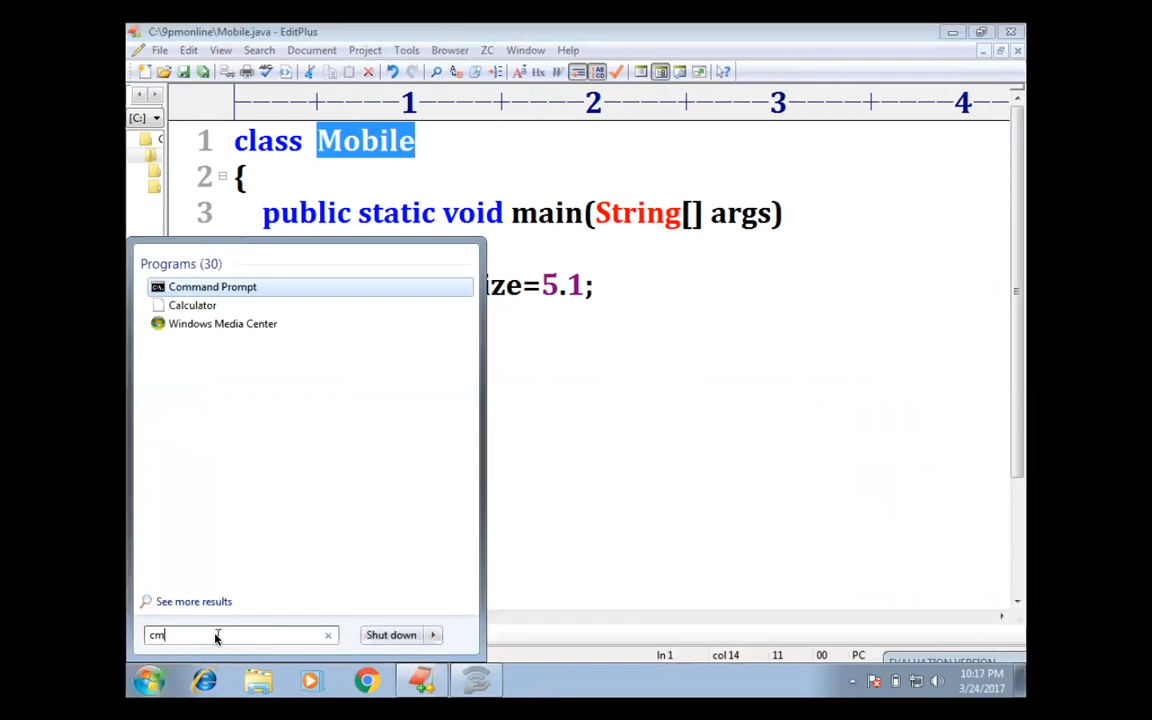 C:\9pmonline\Mobile.java - EditPlus
File Edit View Search Document Project Tools Browser ZC Window Help
[C:]
1 2 3 4
1 class Mobile
2 {
3 public static void main(String[] args)
ize=5.1;
Programs (30)
Command Prompt
Calculator
Windows Media Center
See more results
cm
Shut down
ln 1 col 14 11 00 PC
EVALUATION VERSION
10:17 PM
3/24/2017